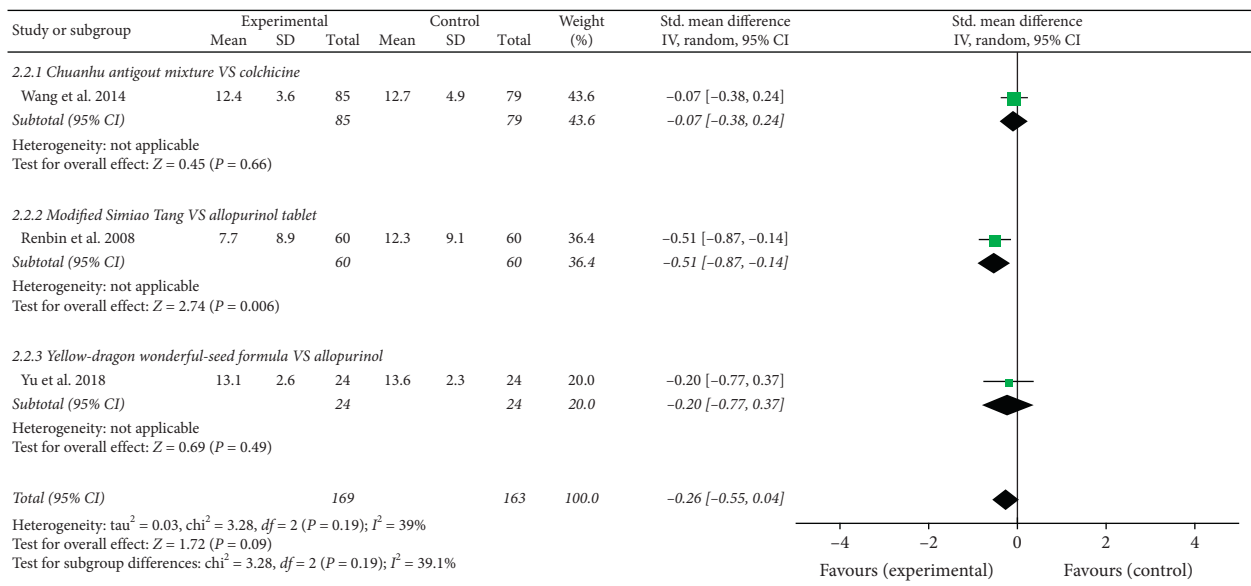 Study or subgroup Experimental Control Weight Std. mean difference Std. mean difference
Mean SD Total Mean SD Total (%) IV, random, 95% CI IV, random, 95% CI
2.2.1 Chuanhu antigout mixture VS colchicine
Wang et al. 2014 12.4 3.6 85 12.7 4.9 79 43.6 −0.07 [−0.38, 0.24]
Subtotal (95% CI) 85 79 43.6 −0.07 [−0.38, 0.24]
Heterogeneity: not applicable
Test for overall effect: Z = 0.45 (P = 0.66)
2.2.2 Modified Simiao Tang VS allopurinol tablet
Renbin et al. 2008 7.7 8.9 60 12.3 9.1 60 36.4 −0.51 [−0.87, −0.14]
Subtotal (95% CI) 60 60 36.4 −0.51 [−0.87, −0.14]
Heterogeneity: not applicable
Test for overall effect: Z = 2.74 (P = 0.006)
2.2.3 Yellow-dragon wonderful-seed formula VS allopurinol
Yu et al. 2018 13.1 2.6 24 13.6 2.3 24 20.0 −0.20 [−0.77, 0.37]
Subtotal (95% CI) 24 24 20.0 −0.20 [−0.77, 0.37]
Heterogeneity: not applicable
Test for overall effect: Z = 0.69 (P = 0.49)
Total (95% CI) 169 163 100.0 −0.26 [−0.55, 0.04]
Heterogeneity: tau² = 0.03, chi² = 3.28, df = 2 (P = 0.19); I² = 39%
Test for overall effect: Z = 1.72 (P = 0.09)
Test for subgroup differences: chi² = 3.28, df = 2 (P = 0.19); I² = 39.1%
−4 −2 0 2 4
Favours (experimental) Favours (control)